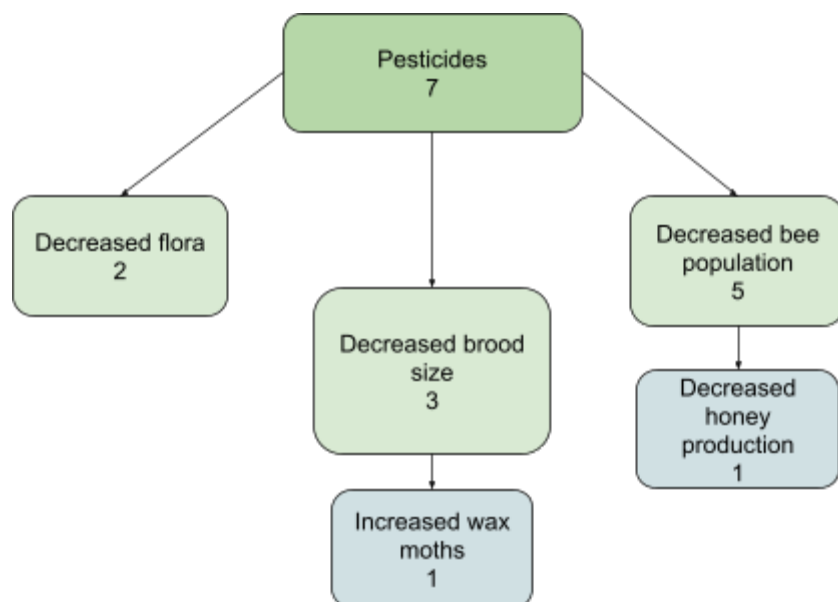 Pesticides
7
Decreased flora
2
Decreased brood
size
3
Increased wax
moths
1
Decreased bee
population
5
Decreased
honey
production
1